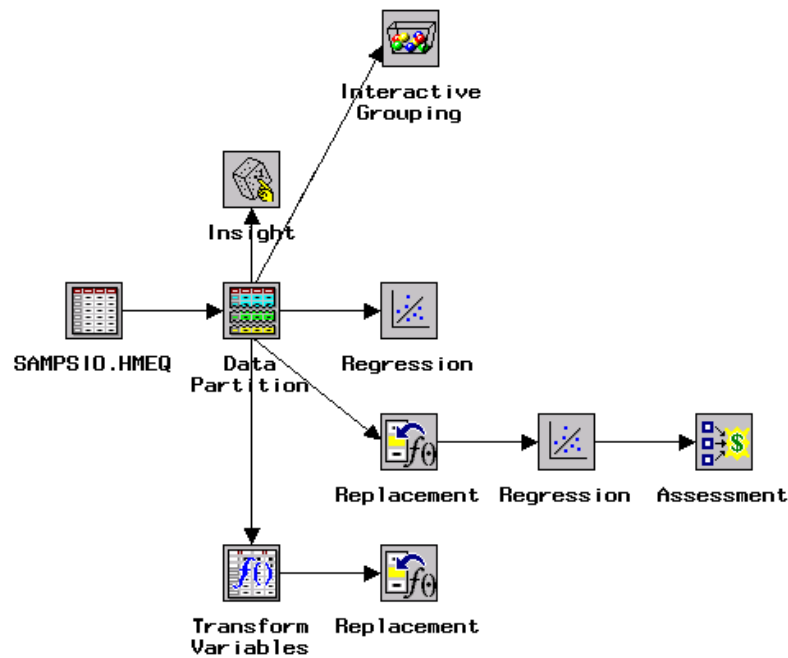 Interactive
Grouping
Insight
SAMPSIO.HMEQ
Data
Partition
Regression
Replacement
Regression
Assessment
Transform
Variables
Replacement